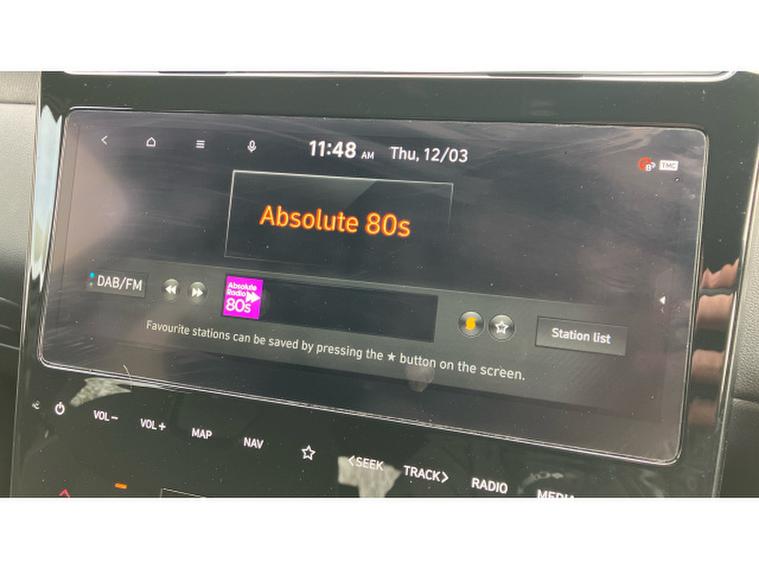 11:48 AM Thu, 12/03
TMC
Absolute 80s
DAB/FM
Absolute
Radio
80s
Station list
Favourite stations can be saved by pressing the ★ button on the screen.
VOL−
VOL+
MAP
NAV
<SEEK
TRACK>
RADIO
MEDIA